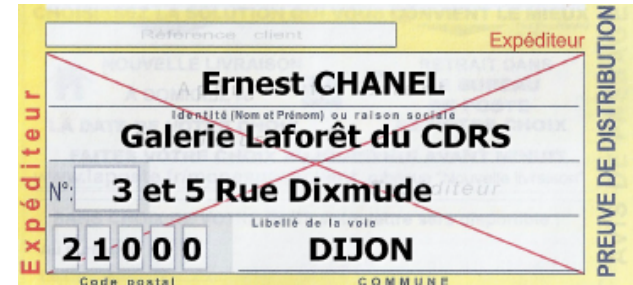 Référence client
Expéditeur
Ernest CHANEL
Identité (Nom et Prénom) ou raison sociale
Galerie Laforêt du CDRS
N°: 3 et 5 Rue Dixmude
Libellé de la voie
21000 DIJON
Code postal COMMUNE
Expéditeur
PREUVE DE DISTRIBUTION